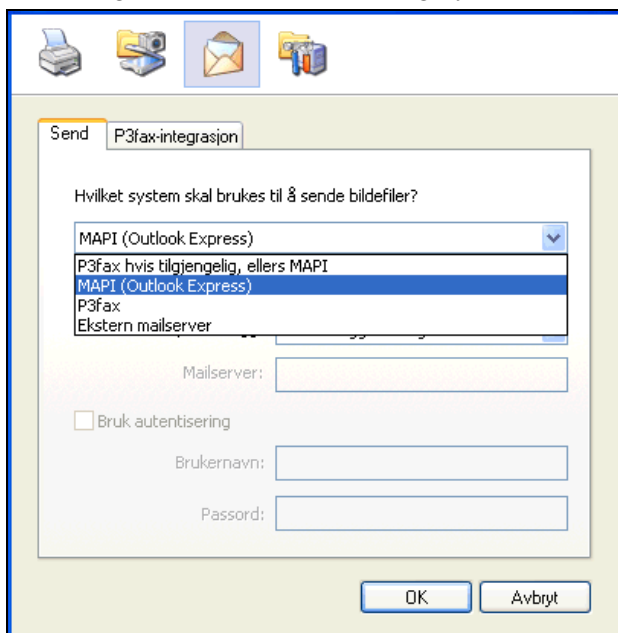 Send P3fax-integrasjon
Hvilket system skal brukes til å sende bildefiler?
MAPI (Outlook Express)
P3fax hvis tilgjengelig, ellers MAPI
MAPI (Outlook Express)
P3fax
Ekstern mailserver
Mailserver:
Bruk autentisering
Brukernavn:
Passord:
OK Avbryt